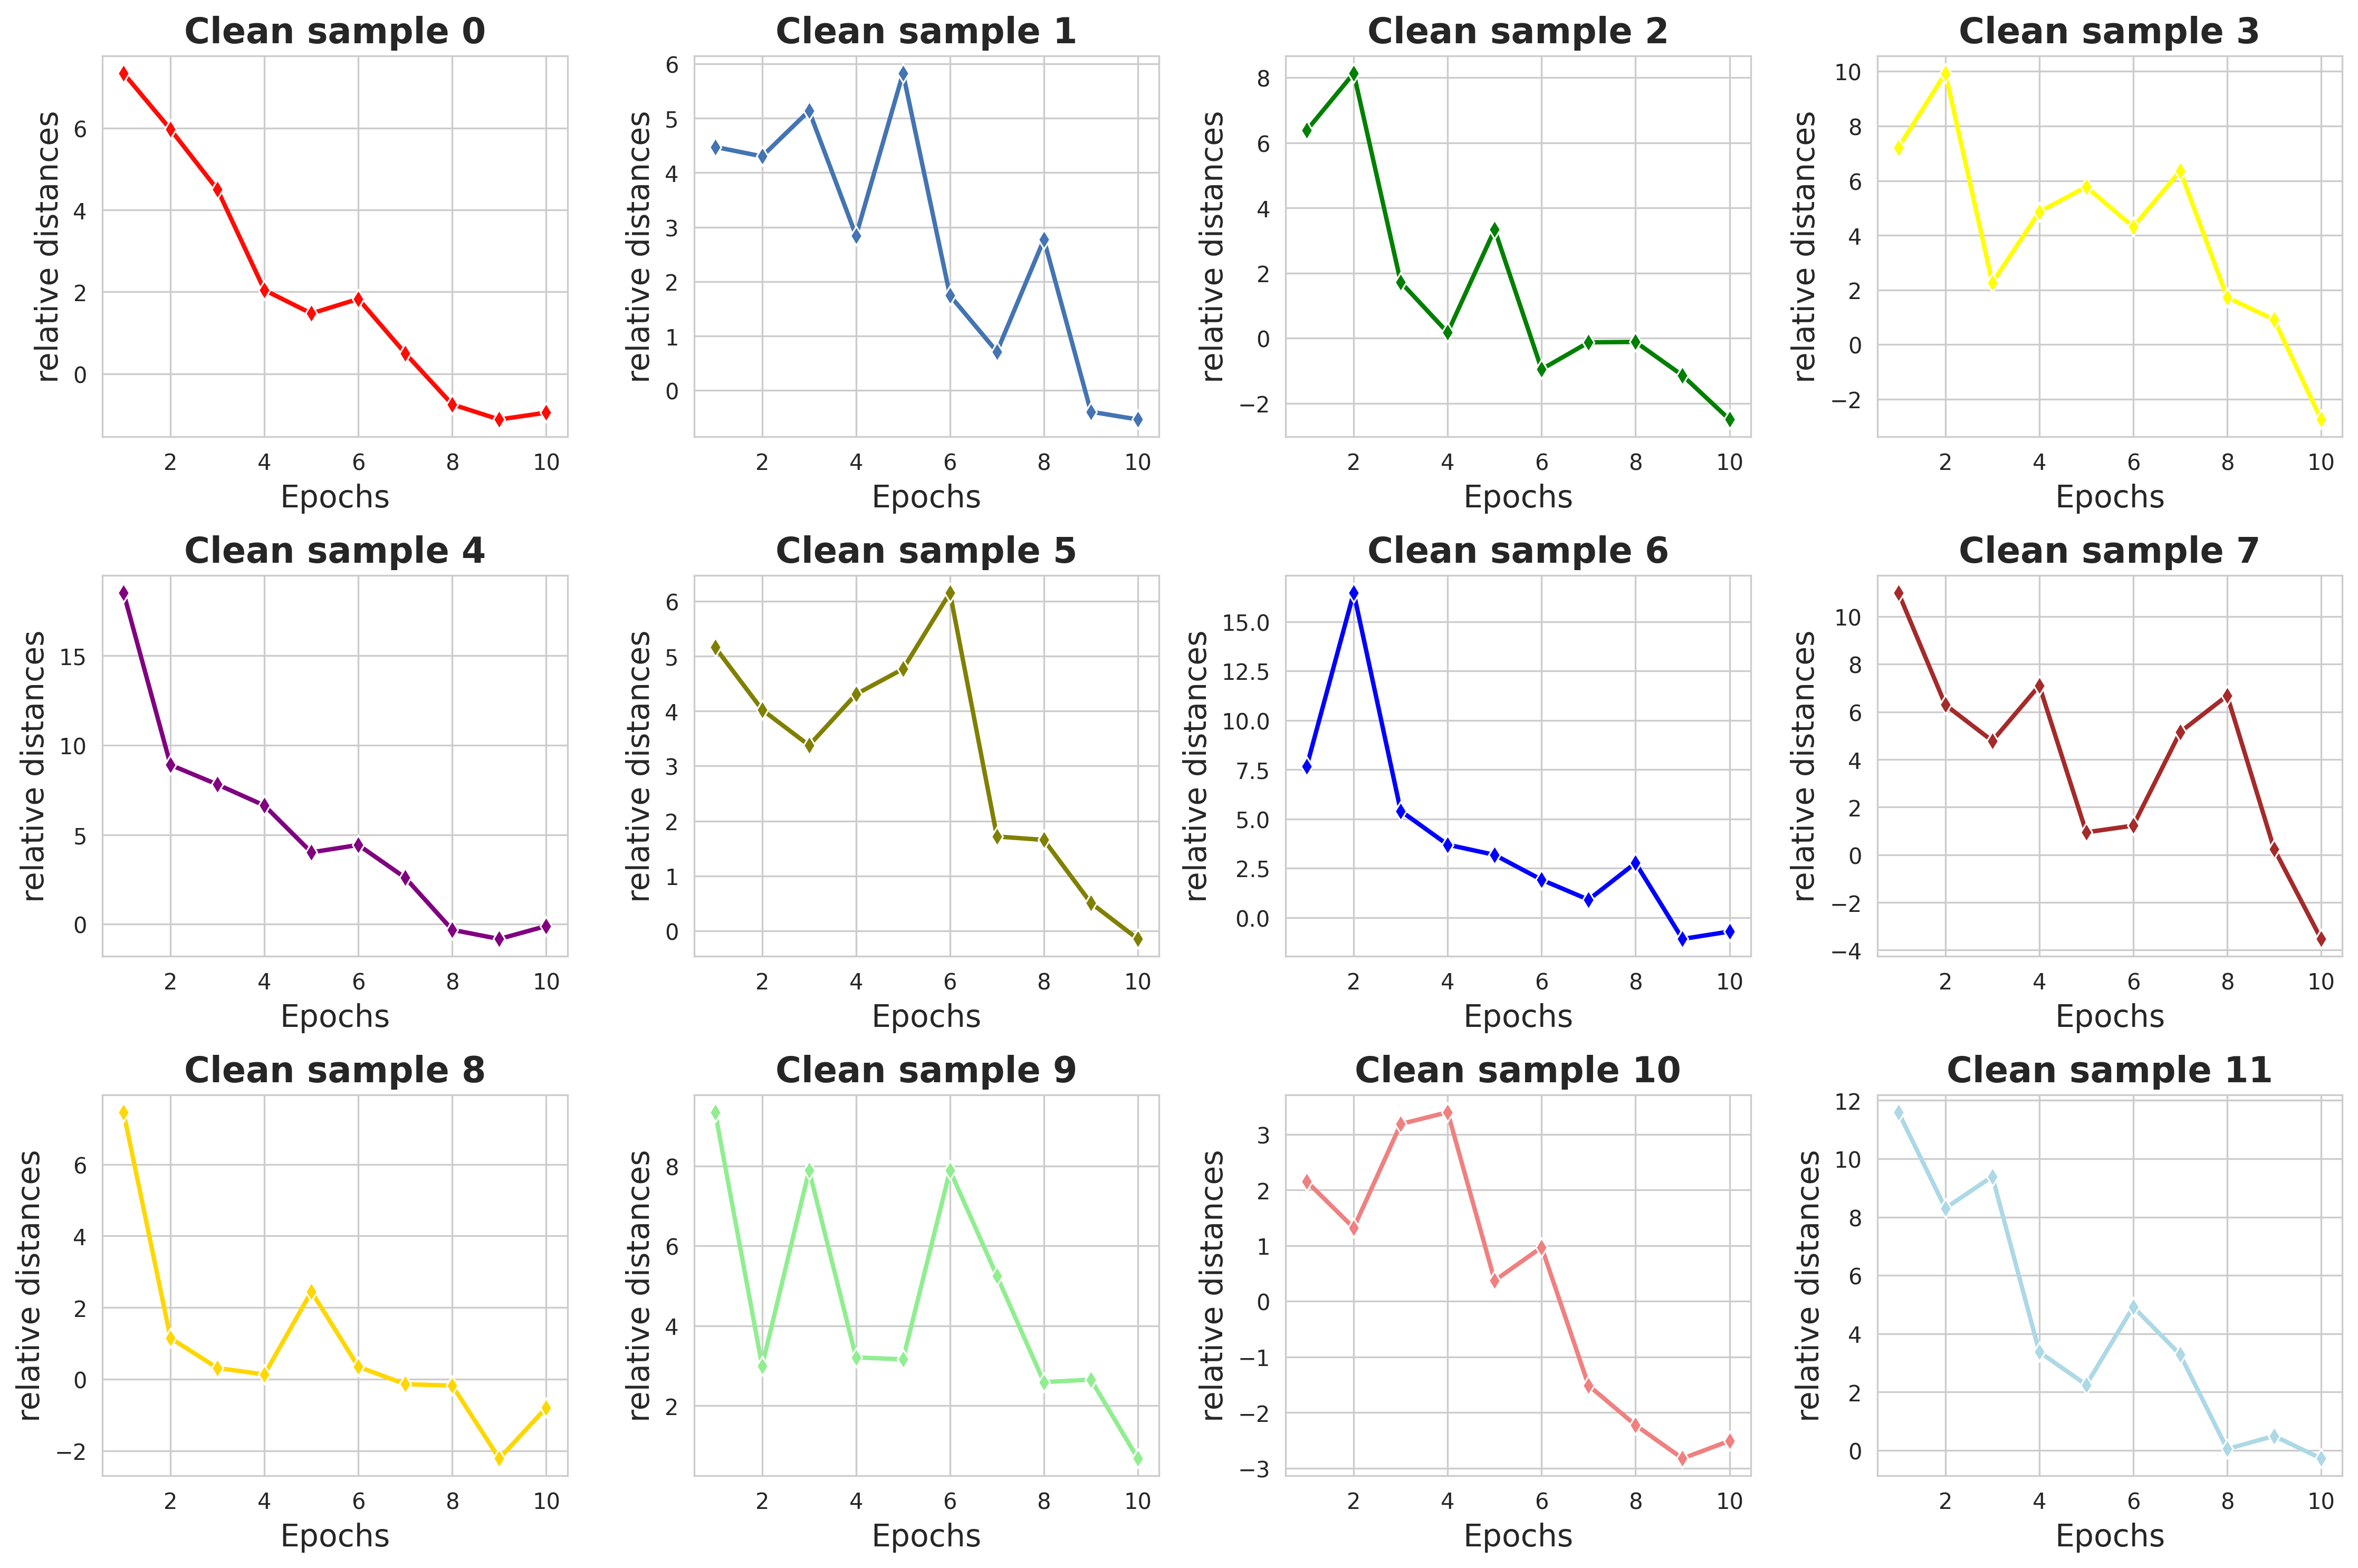 Clean sample 0
relative distances
6
4
2
0
2 4 6 8 10
Epochs
Clean sample 1
relative distances
6
5
4
3
2
1
0
2 4 6 8 10
Epochs
Clean sample 2
relative distances
8
6
4
2
0
−2
2 4 6 8 10
Epochs
Clean sample 3
relative distances
10
8
6
4
2
0
−2
2 4 6 8 10
Epochs
Clean sample 4
relative distances
15
10
5
0
2 4 6 8 10
Epochs
Clean sample 5
relative distances
6
5
4
3
2
1
0
2 4 6 8 10
Epochs
Clean sample 6
relative distances
15.0
12.5
10.0
7.5
5.0
2.5
0.0
2 4 6 8 10
Epochs
Clean sample 7
relative distances
10
8
6
4
2
0
−2
−4
2 4 6 8 10
Epochs
Clean sample 8
relative distances
6
4
2
0
−2
2 4 6 8 10
Epochs
Clean sample 9
relative distances
8
6
4
2
2 4 6 8 10
Epochs
Clean sample 10
relative distances
3
2
1
0
−1
−2
−3
2 4 6 8 10
Epochs
Clean sample 11
relative distances
12
10
8
6
4
2
0
2 4 6 8 10
Epochs